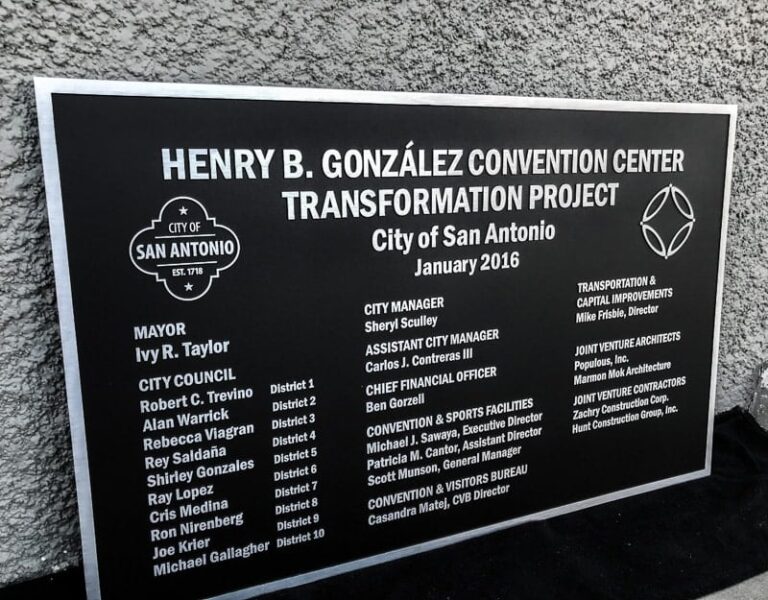 HENRY B. GONZÁLEZ CONVENTION CENTER
TRANSFORMATION PROJECT
City of San Antonio
January 2016
CITY OF
SAN ANTONIO
EST. 1718
MAYOR
Ivy R. Taylor
CITY COUNCIL
Robert C. Trevino District 1
Alan Warrick District 2
Rebecca Viagran District 3
Rey Saldaña District 4
Shirley Gonzales District 5
Ray Lopez District 6
Cris Medina District 7
Ron Nirenberg District 8
Joe Krier District 9
Michael Gallagher District 10
CITY MANAGER
Sheryl Sculley
ASSISTANT CITY MANAGER
Carlos J. Contreras III
CHIEF FINANCIAL OFFICER
Ben Gorzell
CONVENTION & SPORTS FACILITIES
Michael J. Sawaya, Executive Director
Patricia M. Cantor, Assistant Director
Scott Munson, General Manager
CONVENTION & VISITORS BUREAU
Casandra Matej, CVB Director
TRANSPORTATION &
CAPITAL IMPROVEMENTS
Mike Frisbie, Director
JOINT VENTURE ARCHITECTS
Populous, Inc.
Marmon Mok Architecture
JOINT VENTURE CONTRACTORS
Zachry Construction Corp.
Hunt Construction Group, Inc.